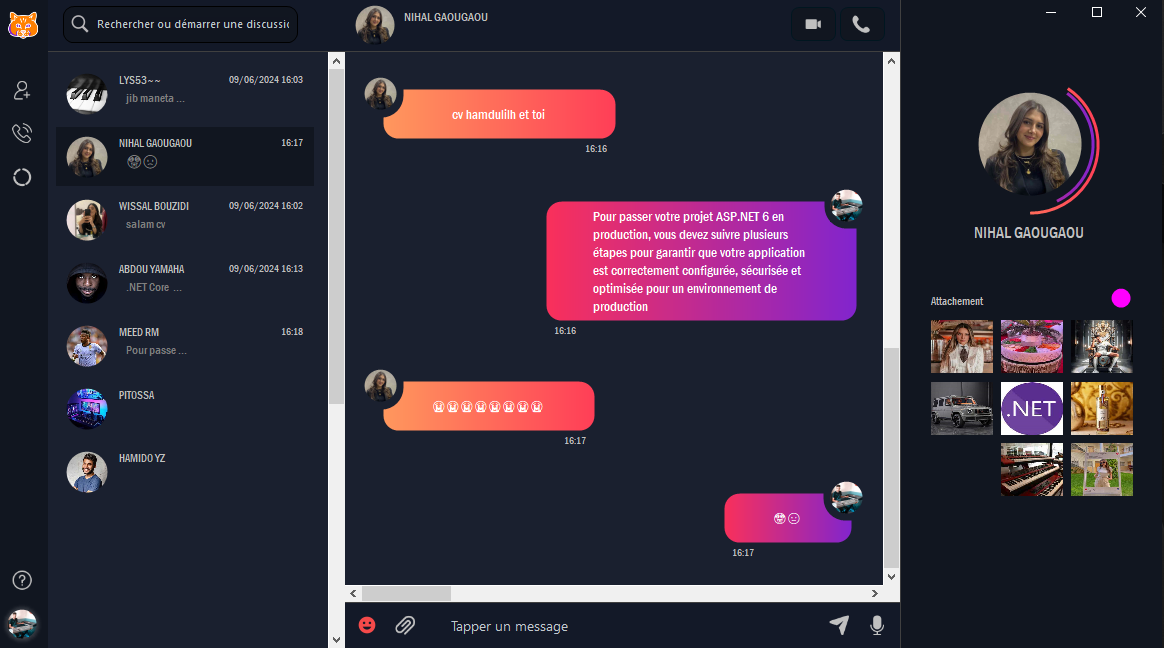 Rechercher ou démarrer une discussic
LYS53~~
09/06/2024 16:03
jib maneta ...
NIHAL GAOUGAOU
16:17
WISSAL BOUZIDI
09/06/2024 16:02
salam cv
ABDOU YAMAHA
09/06/2024 16:13
.NET Core ...
MEED RM
16:18
Pour passe ...
PITOSSA
HAMIDO YZ
NIHAL GAOUGAOU
cv hamdulilh et toi
16:16
Pour passer votre projet ASP.NET 6 en
production, vous devez suivre plusieurs
étapes pour garantir que votre application
est correctement configurée, sécurisée et
optimisée pour un environnement de
production
16:16
16:17
16:17
Tapper un message
NIHAL GAOUGAOU
Attachement
.NET